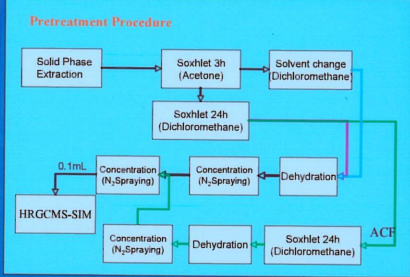 Pretreatment Procedure
Solid Phase
Extraction
Soxhlet 3h
(Acetone)
Solvent change
(Dichloromethane)
Soxhlet 24h
(Dichloromethane)
0.1mL
Concentration
(N₂Spraying)
Concentration
(N₂Spraying)
Dehydration
HRGCMS-SIM
Concentration
(N₂Spraying)
Dehydration
Soxhlet 24h
(Dichloromethane)
ACF